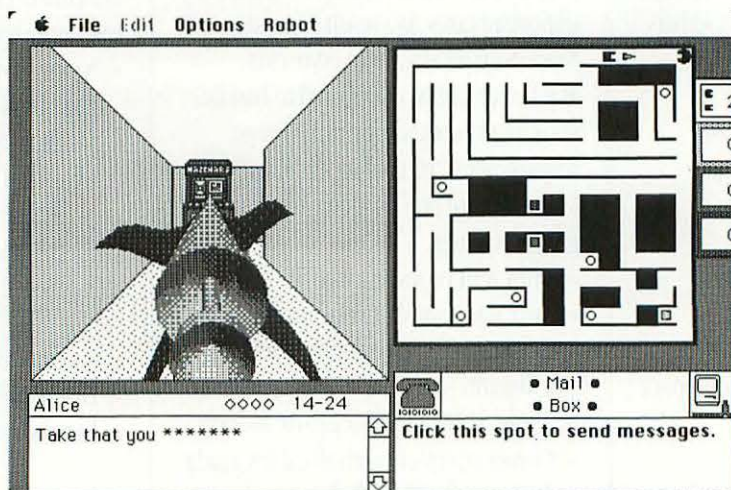 File Edit Options Robot
MAZEWARS
Alice ◇◇◇◇ 14-24
Take that you *******
Mail
Box
Click this spot to send messages.